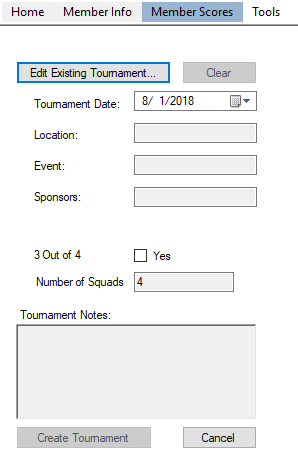 Home Member Info Member Scores Tools
Edit Existing Tournament... Clear
Tournament Date: 8/ 1/2018
Location:
Event:
Sponsors:
3 Out of 4 Yes
Number of Squads 4
Tournament Notes:
Create Tournament Cancel